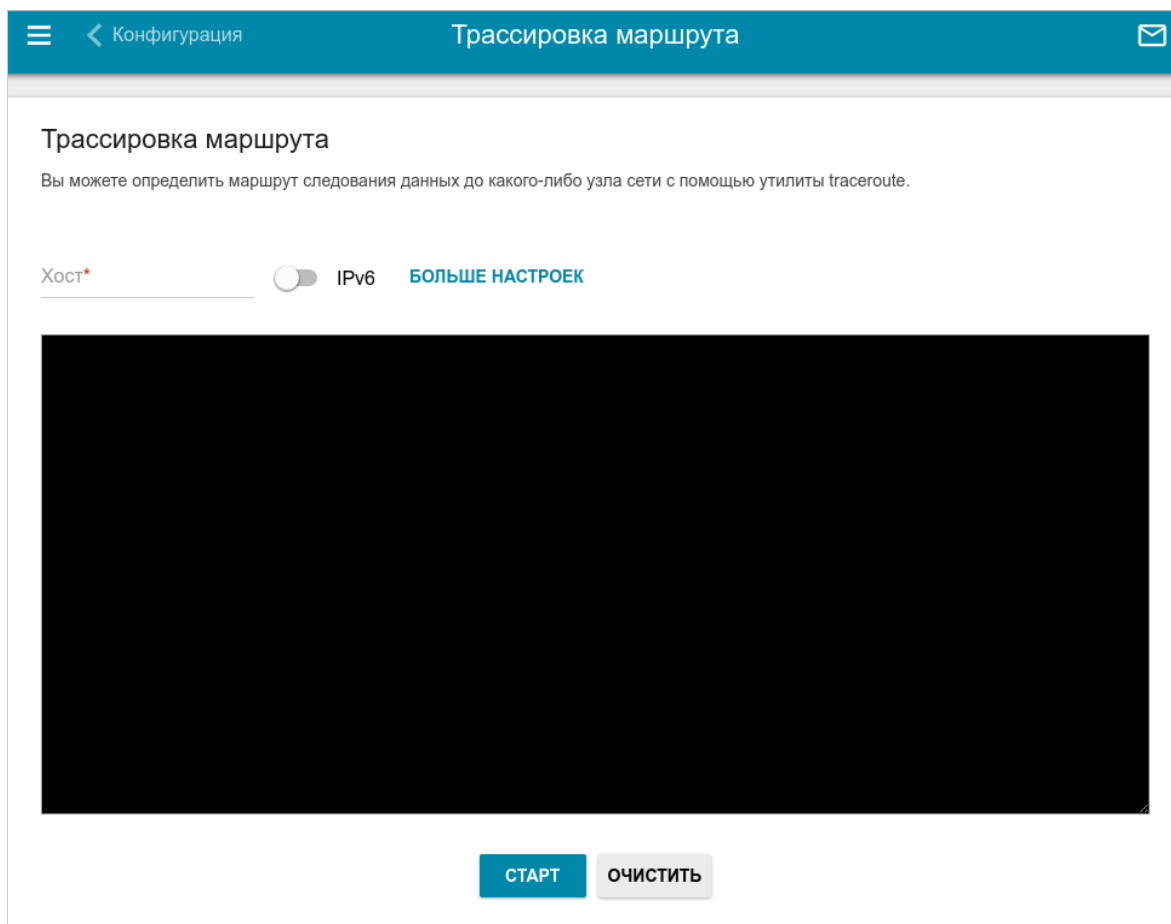 Конфигурация
Трассировка маршрута
Трассировка маршрута
Вы можете определить маршрут следования данных до какого-либо узла сети с помощью утилиты traceroute.
Хост* IPv6 БОЛЬШЕ НАСТРОЕК
СТАРТ ОЧИСТИТЬ